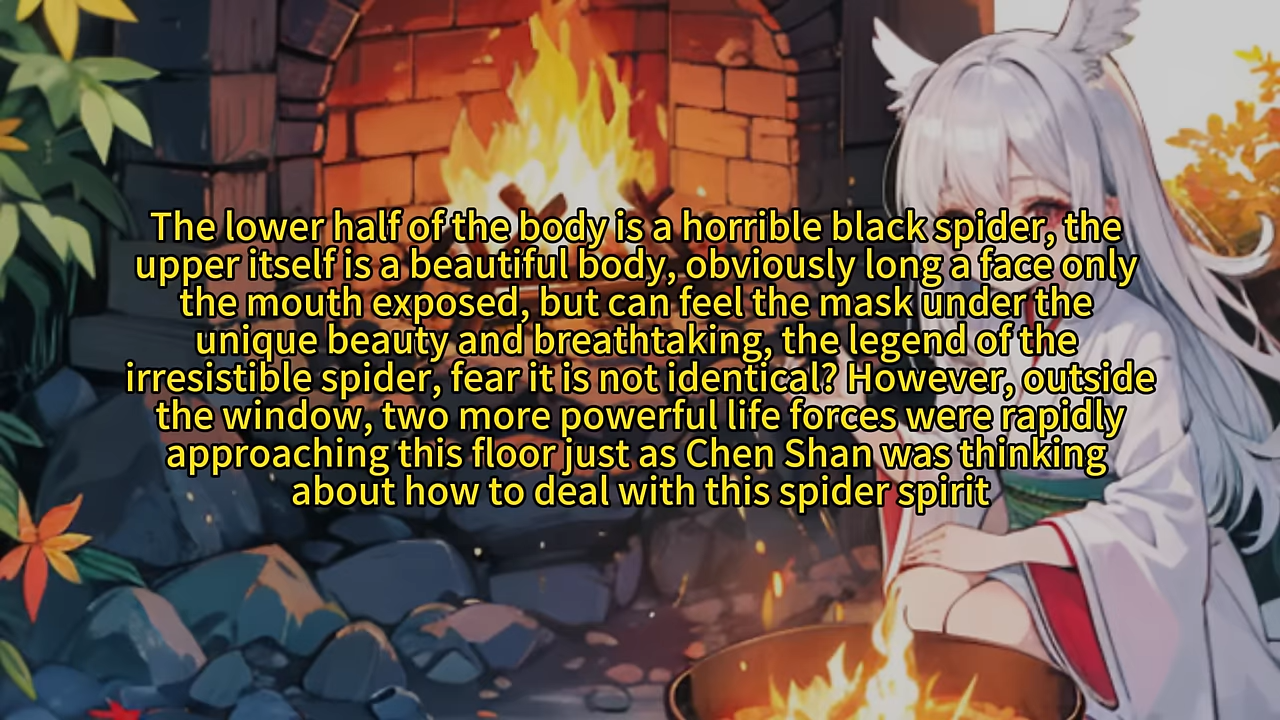 The lower half of the body is a horrible black spider, the
upper itself is a beautiful body, obviously long a face only
the mouth exposed, but can feel the mask under the
unique beauty and breathtaking, the legend of the
irresistible spider, fear it is not identical? However, outside
the window, two more powerful life forces were rapidly
approaching this floor just as Chen Shan was thinking
about how to deal with this spider spirit